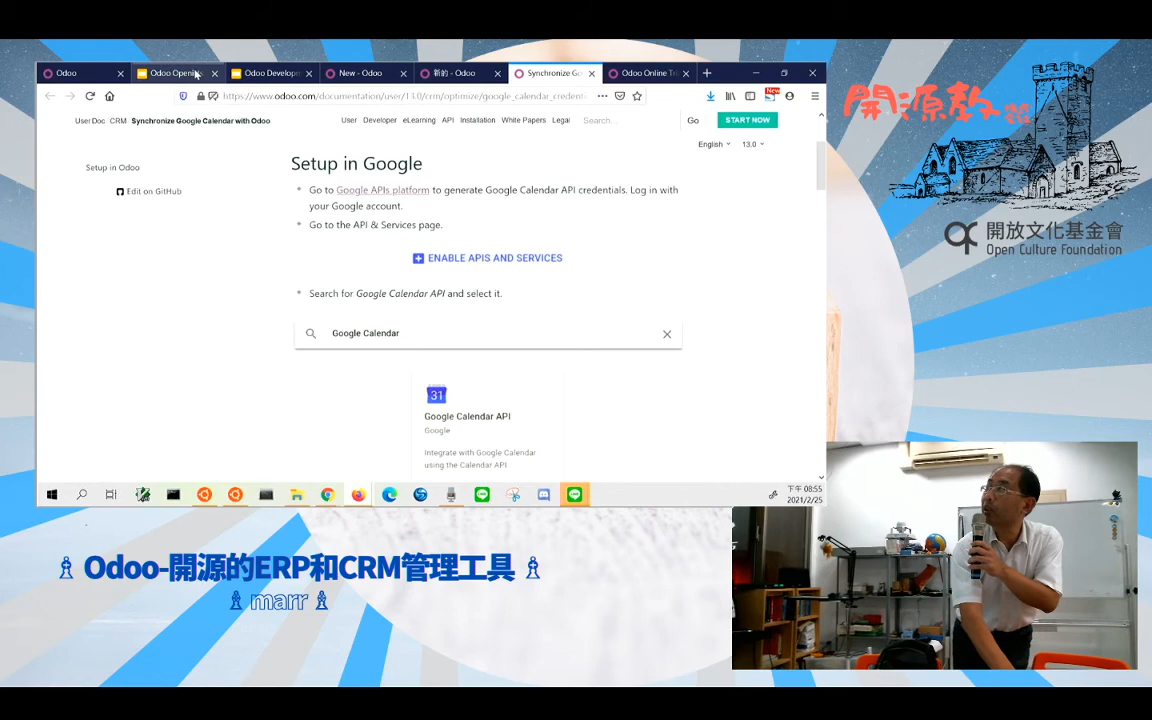 Odoo
Odoo Openi
Odoo Developm
New - Odoo
新的 - Odoo
Synchronize Go
Odoo Online Tri
https://www.odoo.com/documentation/user/13.0/crm/optimize/google_calendar_credenti
New
User Doc CRM Synchronize Google Calendar with Odoo
User Developer eLearning API Installation White Papers Legal
Search...
Go
START NOW
English
13.0
Setup in Odoo
Edit on GitHub
Setup in Google
Go to Google APIs platform to generate Google Calendar API credentials. Log in with
your Google account.
Go to the API & Services page.
ENABLE APIS AND SERVICES
Search for Google Calendar API and select it.
Google Calendar
31
Google Calendar API
Google
Integrate with Google Calendar
using the Calendar API
下午 08:55
2021/2/25
開源教
開放文化基金會
Open Culture Foundation
Odoo-開源的ERP和CRM管理工具
marr